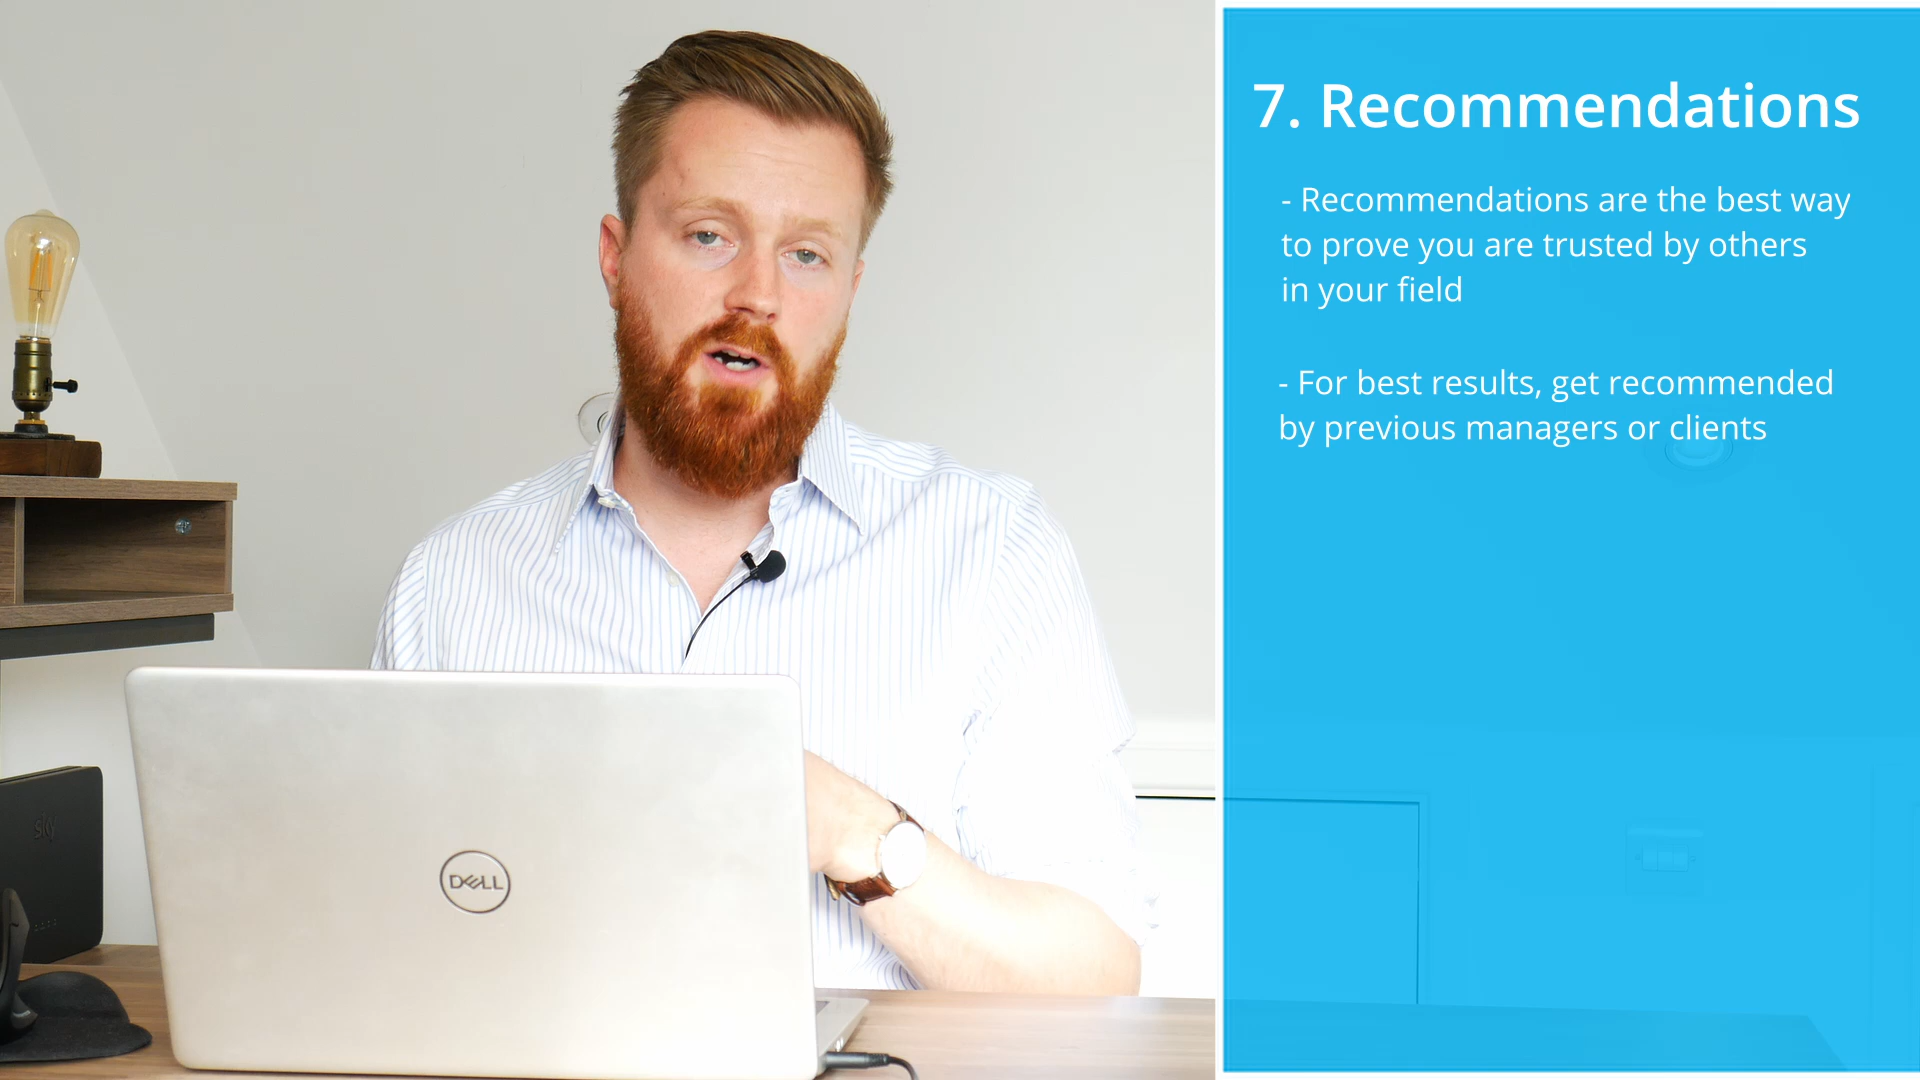 7. Recommendations
- Recommendations are the best way
to prove you are trusted by others
in your field
- For best results, get recommended
by previous managers or clients
DELL
sky